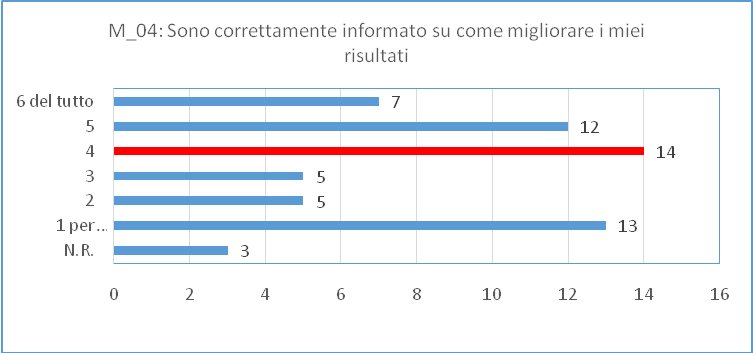 M_04: Sono correttamente informato su come migliorare i miei
risultati
6 del tutto 7
5 12
4 14
3 5
2 5
1 per... 13
N.R. 3
0 2 4 6 8 10 12 14 16